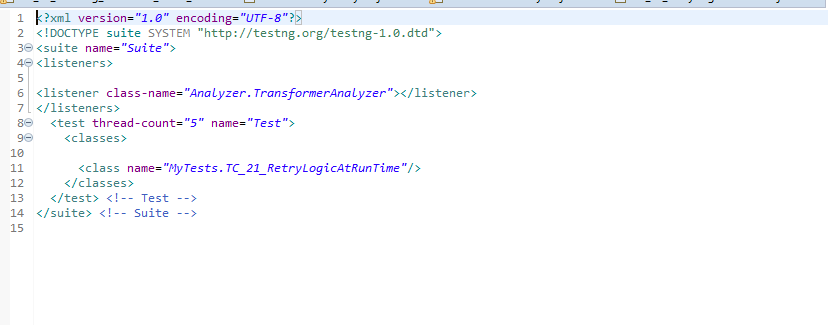 1 <?xml version="1.0" encoding="UTF-8"?>
2 <!DOCTYPE suite SYSTEM "http://testng.org/testng-1.0.dtd">
3 <suite name="Suite">
4 <listeners>
5
6 <listener class-name="Analyzer.TransformerAnalyzer"></listener>
7 </listeners>
8 <test thread-count="5" name="Test">
9 <classes>
10
11 <class name="MyTests.TC_21_RetryLogicAtRunTime"/>
12 </classes>
13 </test> <!-- Test -->
14 </suite> <!-- Suite -->
15